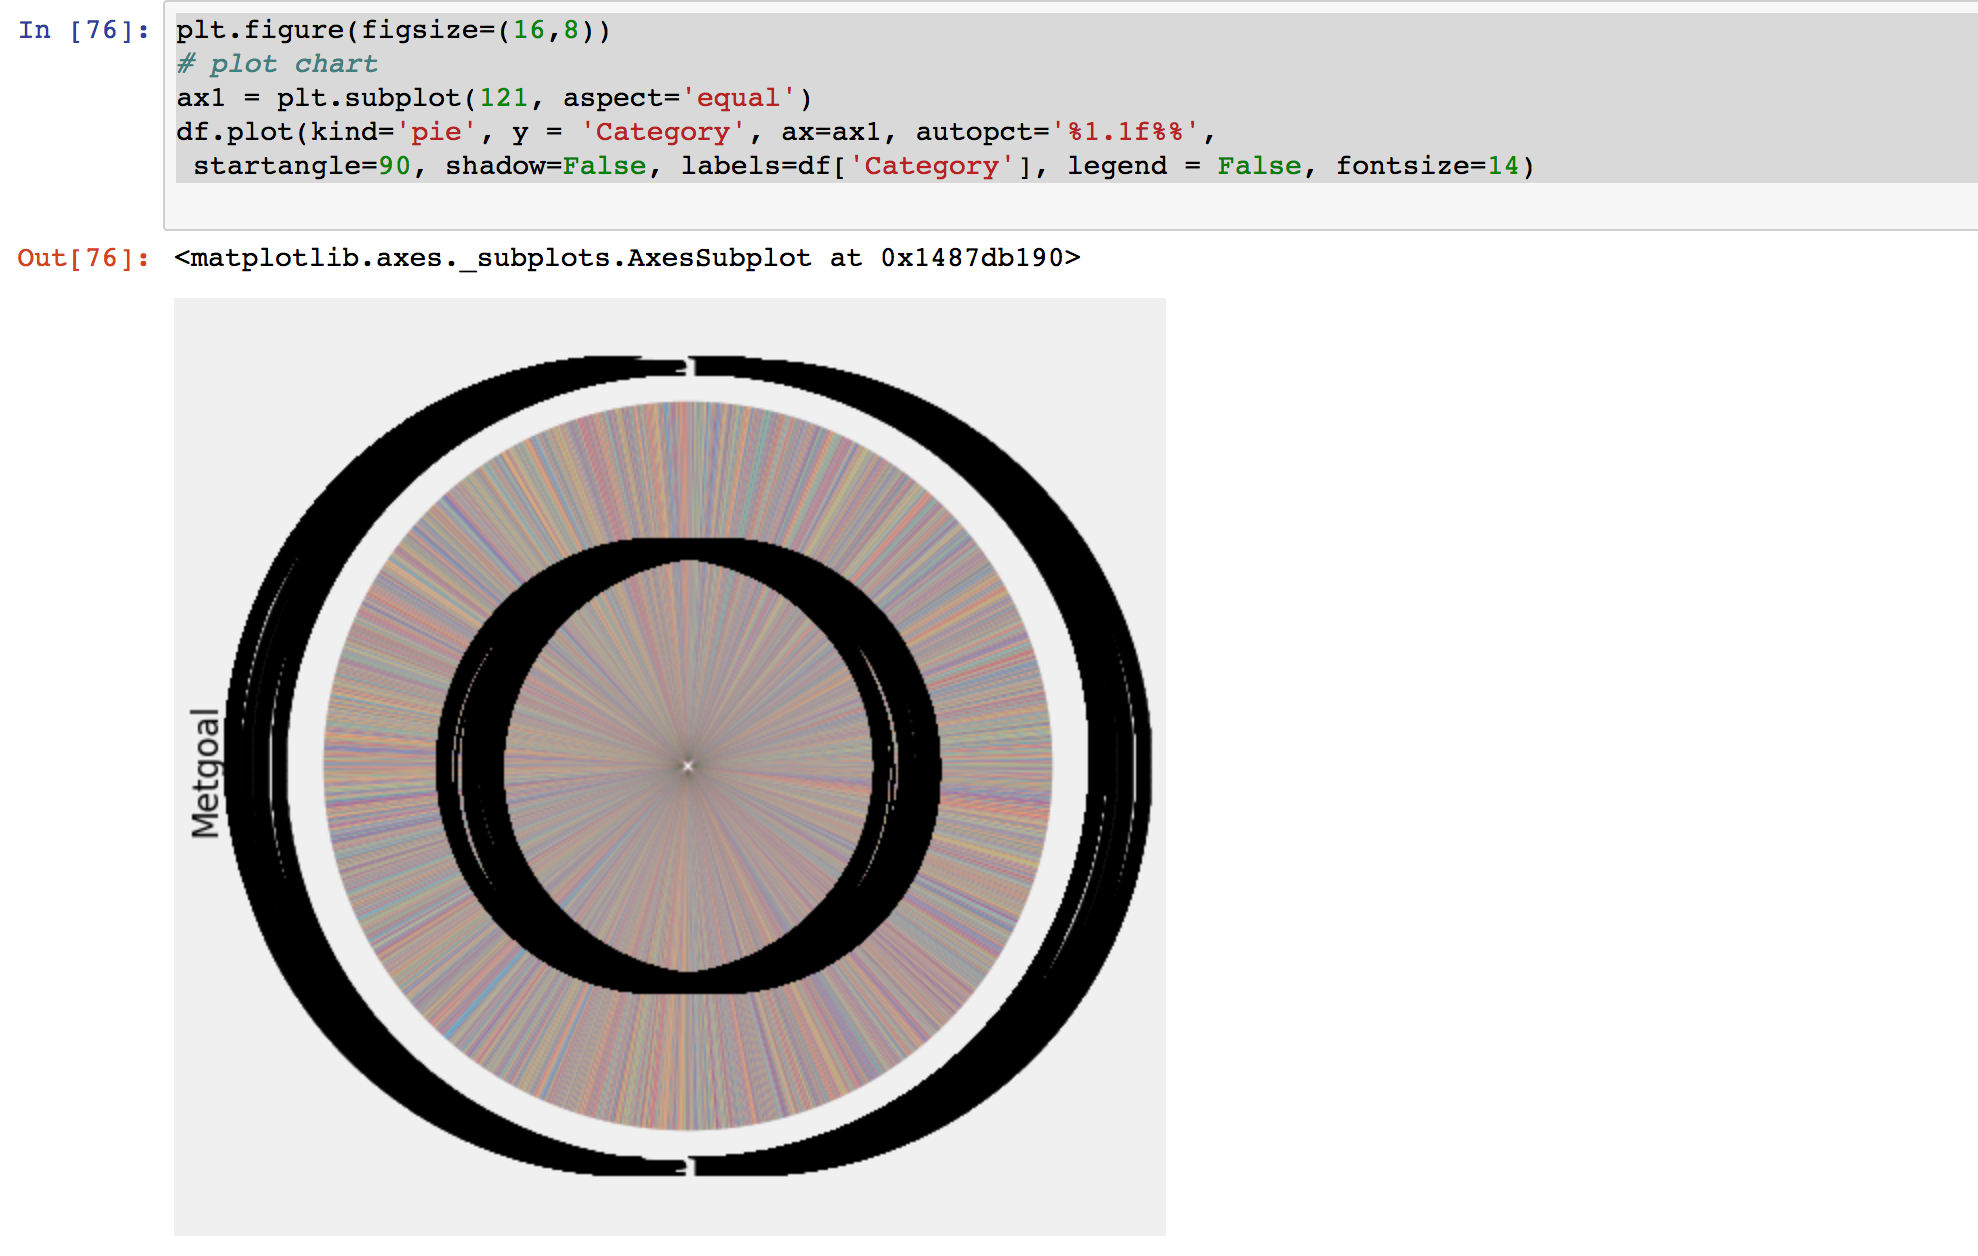 In [76]:
plt.figure(figsize=(16,8))
# plot chart
ax1 = plt.subplot(121, aspect='equal')
df.plot(kind='pie', y = 'Category', ax=ax1, autopct='%1.1f%%',
 startangle=90, shadow=False, labels=df['Category'], legend = False, fontsize=14)
Out[76]: <matplotlib.axes._subplots.AxesSubplot at 0x1487db190>
Metgoal